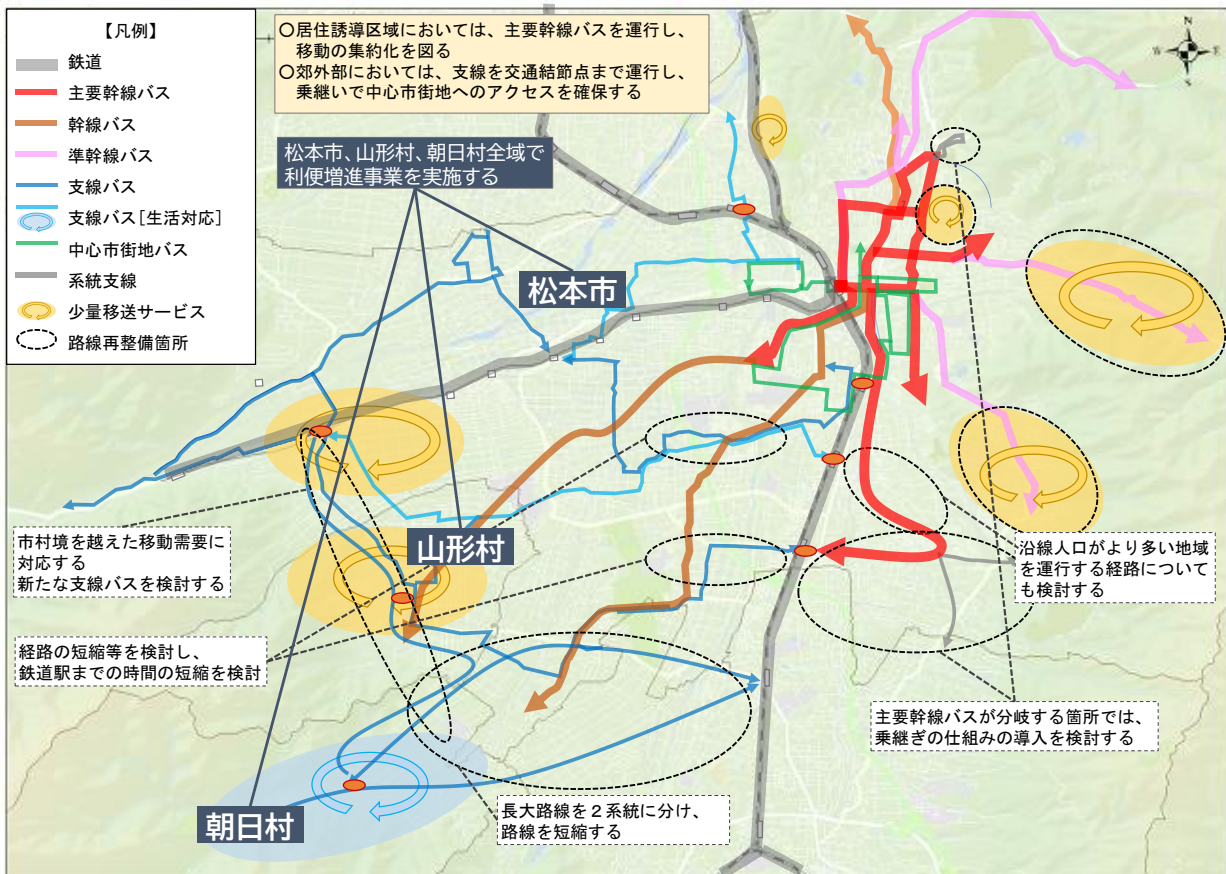 【凡例】
鉄道
主要幹線バス
幹線バス
準幹線バス
支線バス
支線バス[生活対応]
中心市街地バス
系統支線
少量移送サービス
路線再整備箇所
〇居住誘導区域においては、主要幹線バスを運行し、
移動の集約化を図る
〇郊外部においては、支線を交通結節点まで運行し、
乗継いで中心市街地へのアクセスを確保する
N
W
E
S
松本市、山形村、朝日村全域で
利便増進事業を実施する
松本市
山形村
朝日村
市村境を越えた移動需要に
対応する
新たな支線バスを検討する
経路の短縮等を検討し、
鉄道駅までの時間の短縮を検討
沿線人口がより多い地域
を運行する経路について
も検討する
主要幹線バスが分岐する箇所では、
乗継ぎの仕組みの導入を検討する
長大路線を２系統に分け、
路線を短縮する